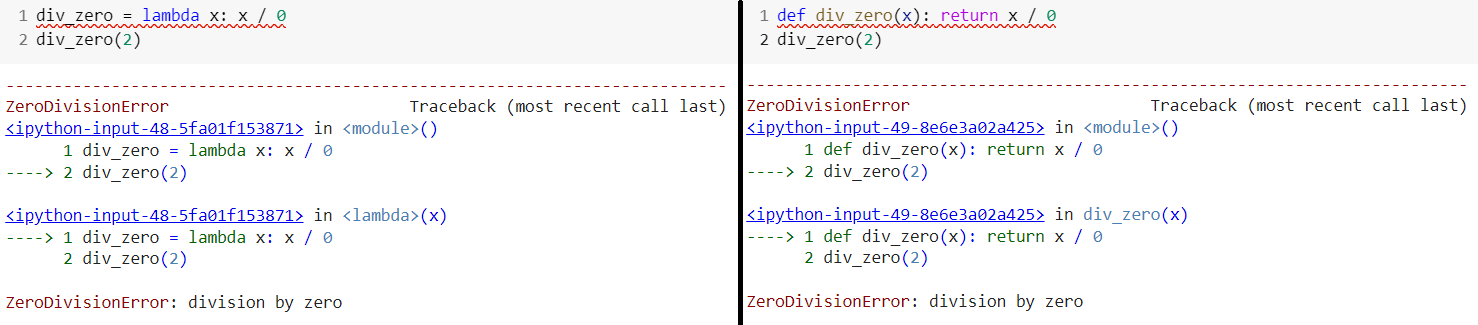 1 div_zero = lambda x: x / 0
2 div_zero(2)
---------------------------------------------------------------------------
ZeroDivisionError                         Traceback (most recent call last)
<ipython-input-48-5fa01f153871> in <module>()
      1 div_zero = lambda x: x / 0
----> 2 div_zero(2)

<ipython-input-48-5fa01f153871> in <lambda>(x)
----> 1 div_zero = lambda x: x / 0
      2 div_zero(2)

ZeroDivisionError: division by zero
1 def div_zero(x): return x / 0
2 div_zero(2)
---------------------------------------------------------------------------
ZeroDivisionError                         Traceback (most recent call last)
<ipython-input-49-8e6e3a02a425> in <module>()
      1 def div_zero(x): return x / 0
----> 2 div_zero(2)

<ipython-input-49-8e6e3a02a425> in div_zero(x)
----> 1 def div_zero(x): return x / 0
      2 div_zero(2)

ZeroDivisionError: division by zero